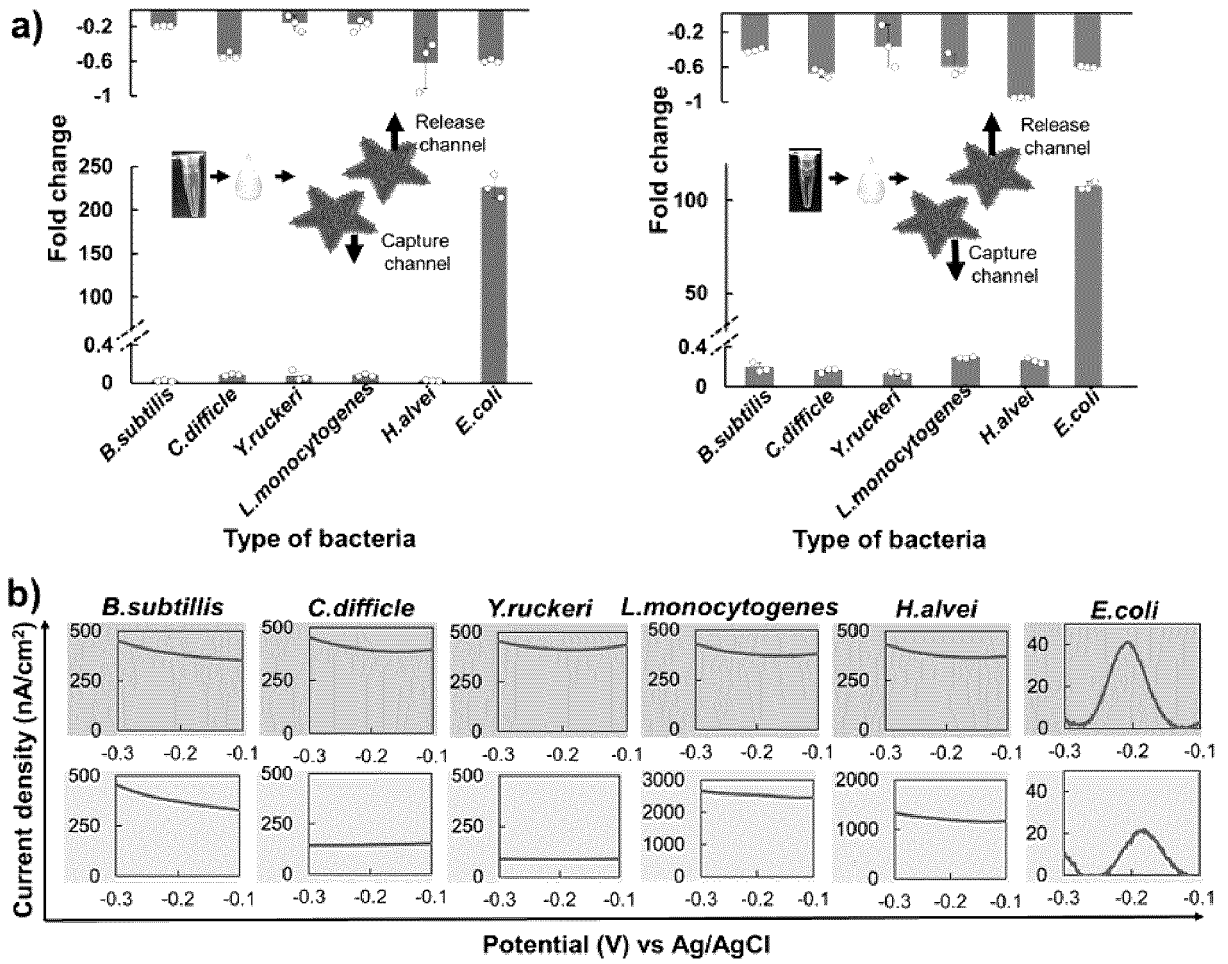 a)
-0.2
-0.6
-1
Fold change
250
200
150
100
0.4
0
Release
channel
Capture
channel
B.subtilis
C.difficle
Y.ruckeri
L.monocytogenes
H.alvei
E.coli
Type of bacteria
-0.2
-0.6
-1
Fold change
100
50
0.4
0
Release
channel
Capture
channel
B.subtilis
C.difficle
Y.ruckeri
L.monocytogenes
H.alvei
E.coli
Type of bacteria
b)
B.subtillis C.difficle Y.ruckeri L.monocytogenes H.alvei E.coli
Current density (nA/cm²)
500 500 500 500 500 40
250 250 250 250 250 20
0 0 0 0 0 0
-0.3 -0.2 -0.1 -0.3 -0.2 -0.1 -0.3 -0.2 -0.1 -0.3 -0.2 -0.1 -0.3 -0.2 -0.1 -0.3 -0.2 -0.1
500 500 500 3000 2000 40
250 250 250 2000 1000 20
1000
0 0 0 0 0 0
-0.3 -0.2 -0.1 -0.3 -0.2 -0.1 -0.3 -0.2 -0.1 -0.3 -0.2 -0.1 -0.3 -0.2 -0.1 -0.3 -0.2 -0.1
Potential (V) vs Ag/AgCl